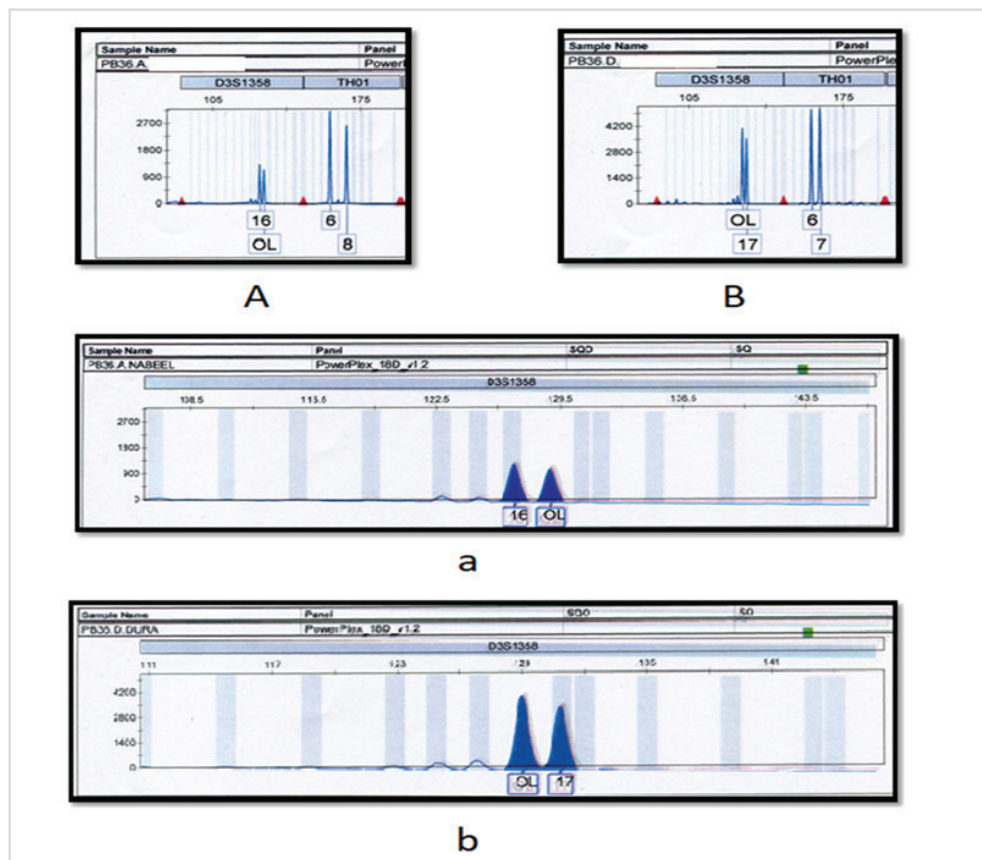 Sample Name Panel
PB36.A. PowerPl
D3S1358 TH01
105 175
2700
1800
900
0
16 6
OL 8
A
Sample Name Panel
PB36.D. PowerPlex
D3S1358 TH01
105 175
4200
2800
1400
0
OL 6
17 7
B
Sample Name Panel SQO SQ
PB36.A.NABEEL PowerPlex_18D_v1.2
D3S1358
108.5 115.5 122.5 129.5 136.5 143.5
2700
1800
900
0
16 OL
a
Sample Name Panel SQO SQ
PB36.D.DURA PowerPlex_18D_v1.2
D3S1358
111 117 123 129 135 141
4200
2800
1400
0
OL 17
b